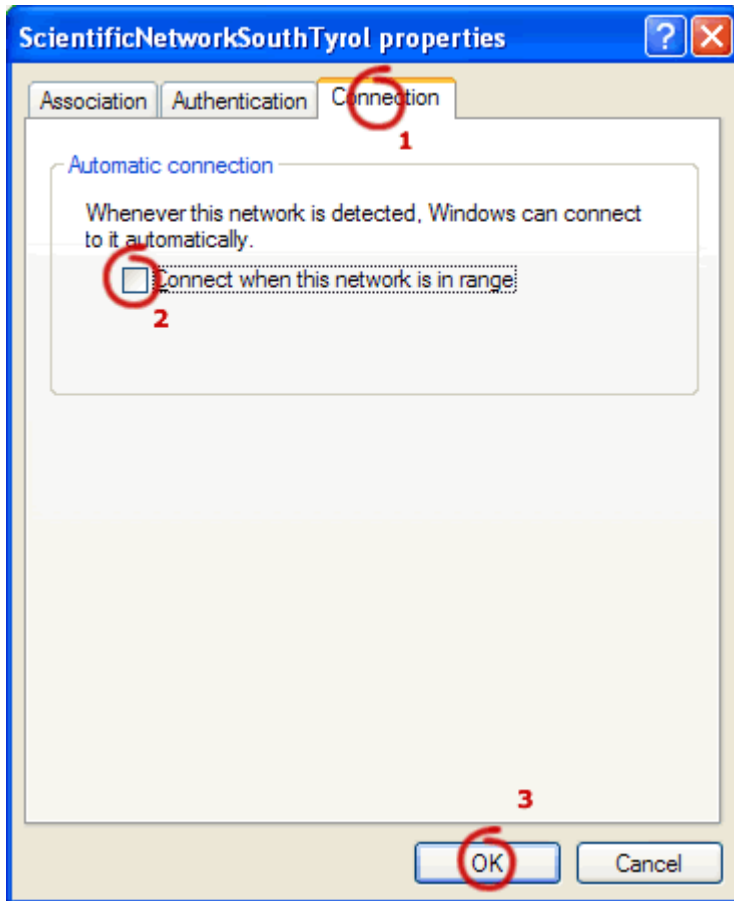 ScientificNetworkSouthTyrol properties
Association Authentication Connection
1
Automatic connection
Whenever this network is detected, Windows can connect
to it automatically.
Connect when this network is in range
2
3
OK Cancel